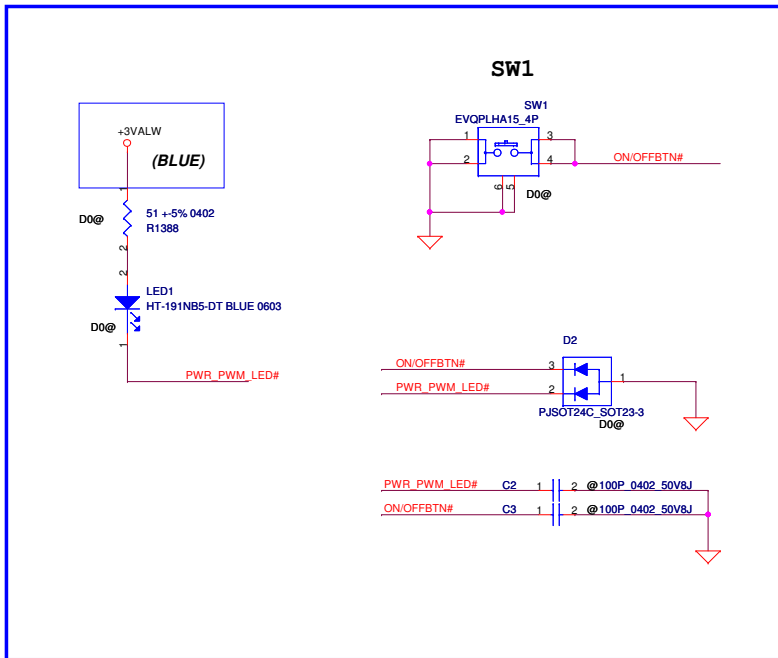 SW1
SW1
EVQPLHA15_4P
1
3
2
4
ON/OFFBTN#
6
5
D0@
+3VALW
(BLUE)
1
D0@
51 +-5% 0402
R1388
2
2
LED1
HT-191NB5-DT BLUE 0603
D0@
1
PWR_PWM_LED#
D2
ON/OFFBTN#
3
1
PWR_PWM_LED#
2
PJSOT24C_SOT23-3
D0@
PWR_PWM_LED# C2 1 2 @100P_0402_50V8J
ON/OFFBTN# C3 1 2 @100P_0402_50V8J